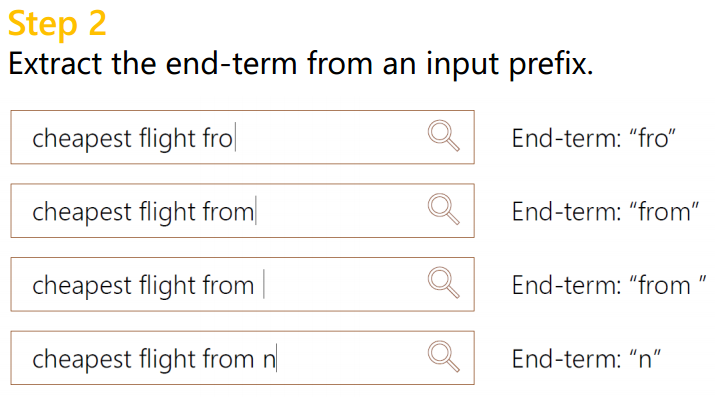 Step 2
Extract the end-term from an input prefix.
cheapest flight fro End-term: “fro”
cheapest flight from End-term: “from”
cheapest flight from End-term: “from ”
cheapest flight from n End-term: “n”